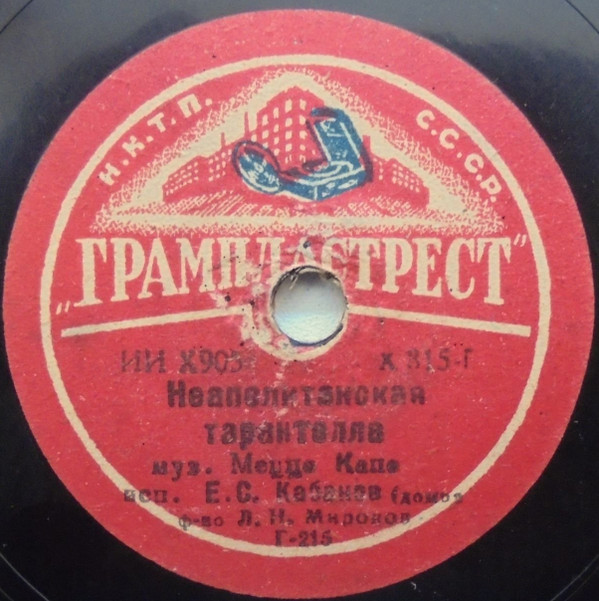 Н.К.Т.П. С.С.С.Р.
„ГРАМПЛАСТРЕСТ"
ИИ Х905 Х 815-Г
Неаполитанская
тарантелла
муз. Меццо Капо
исп. Е.С. Кабанов (домра
ф-но Л. Н. Миронов
Г-215